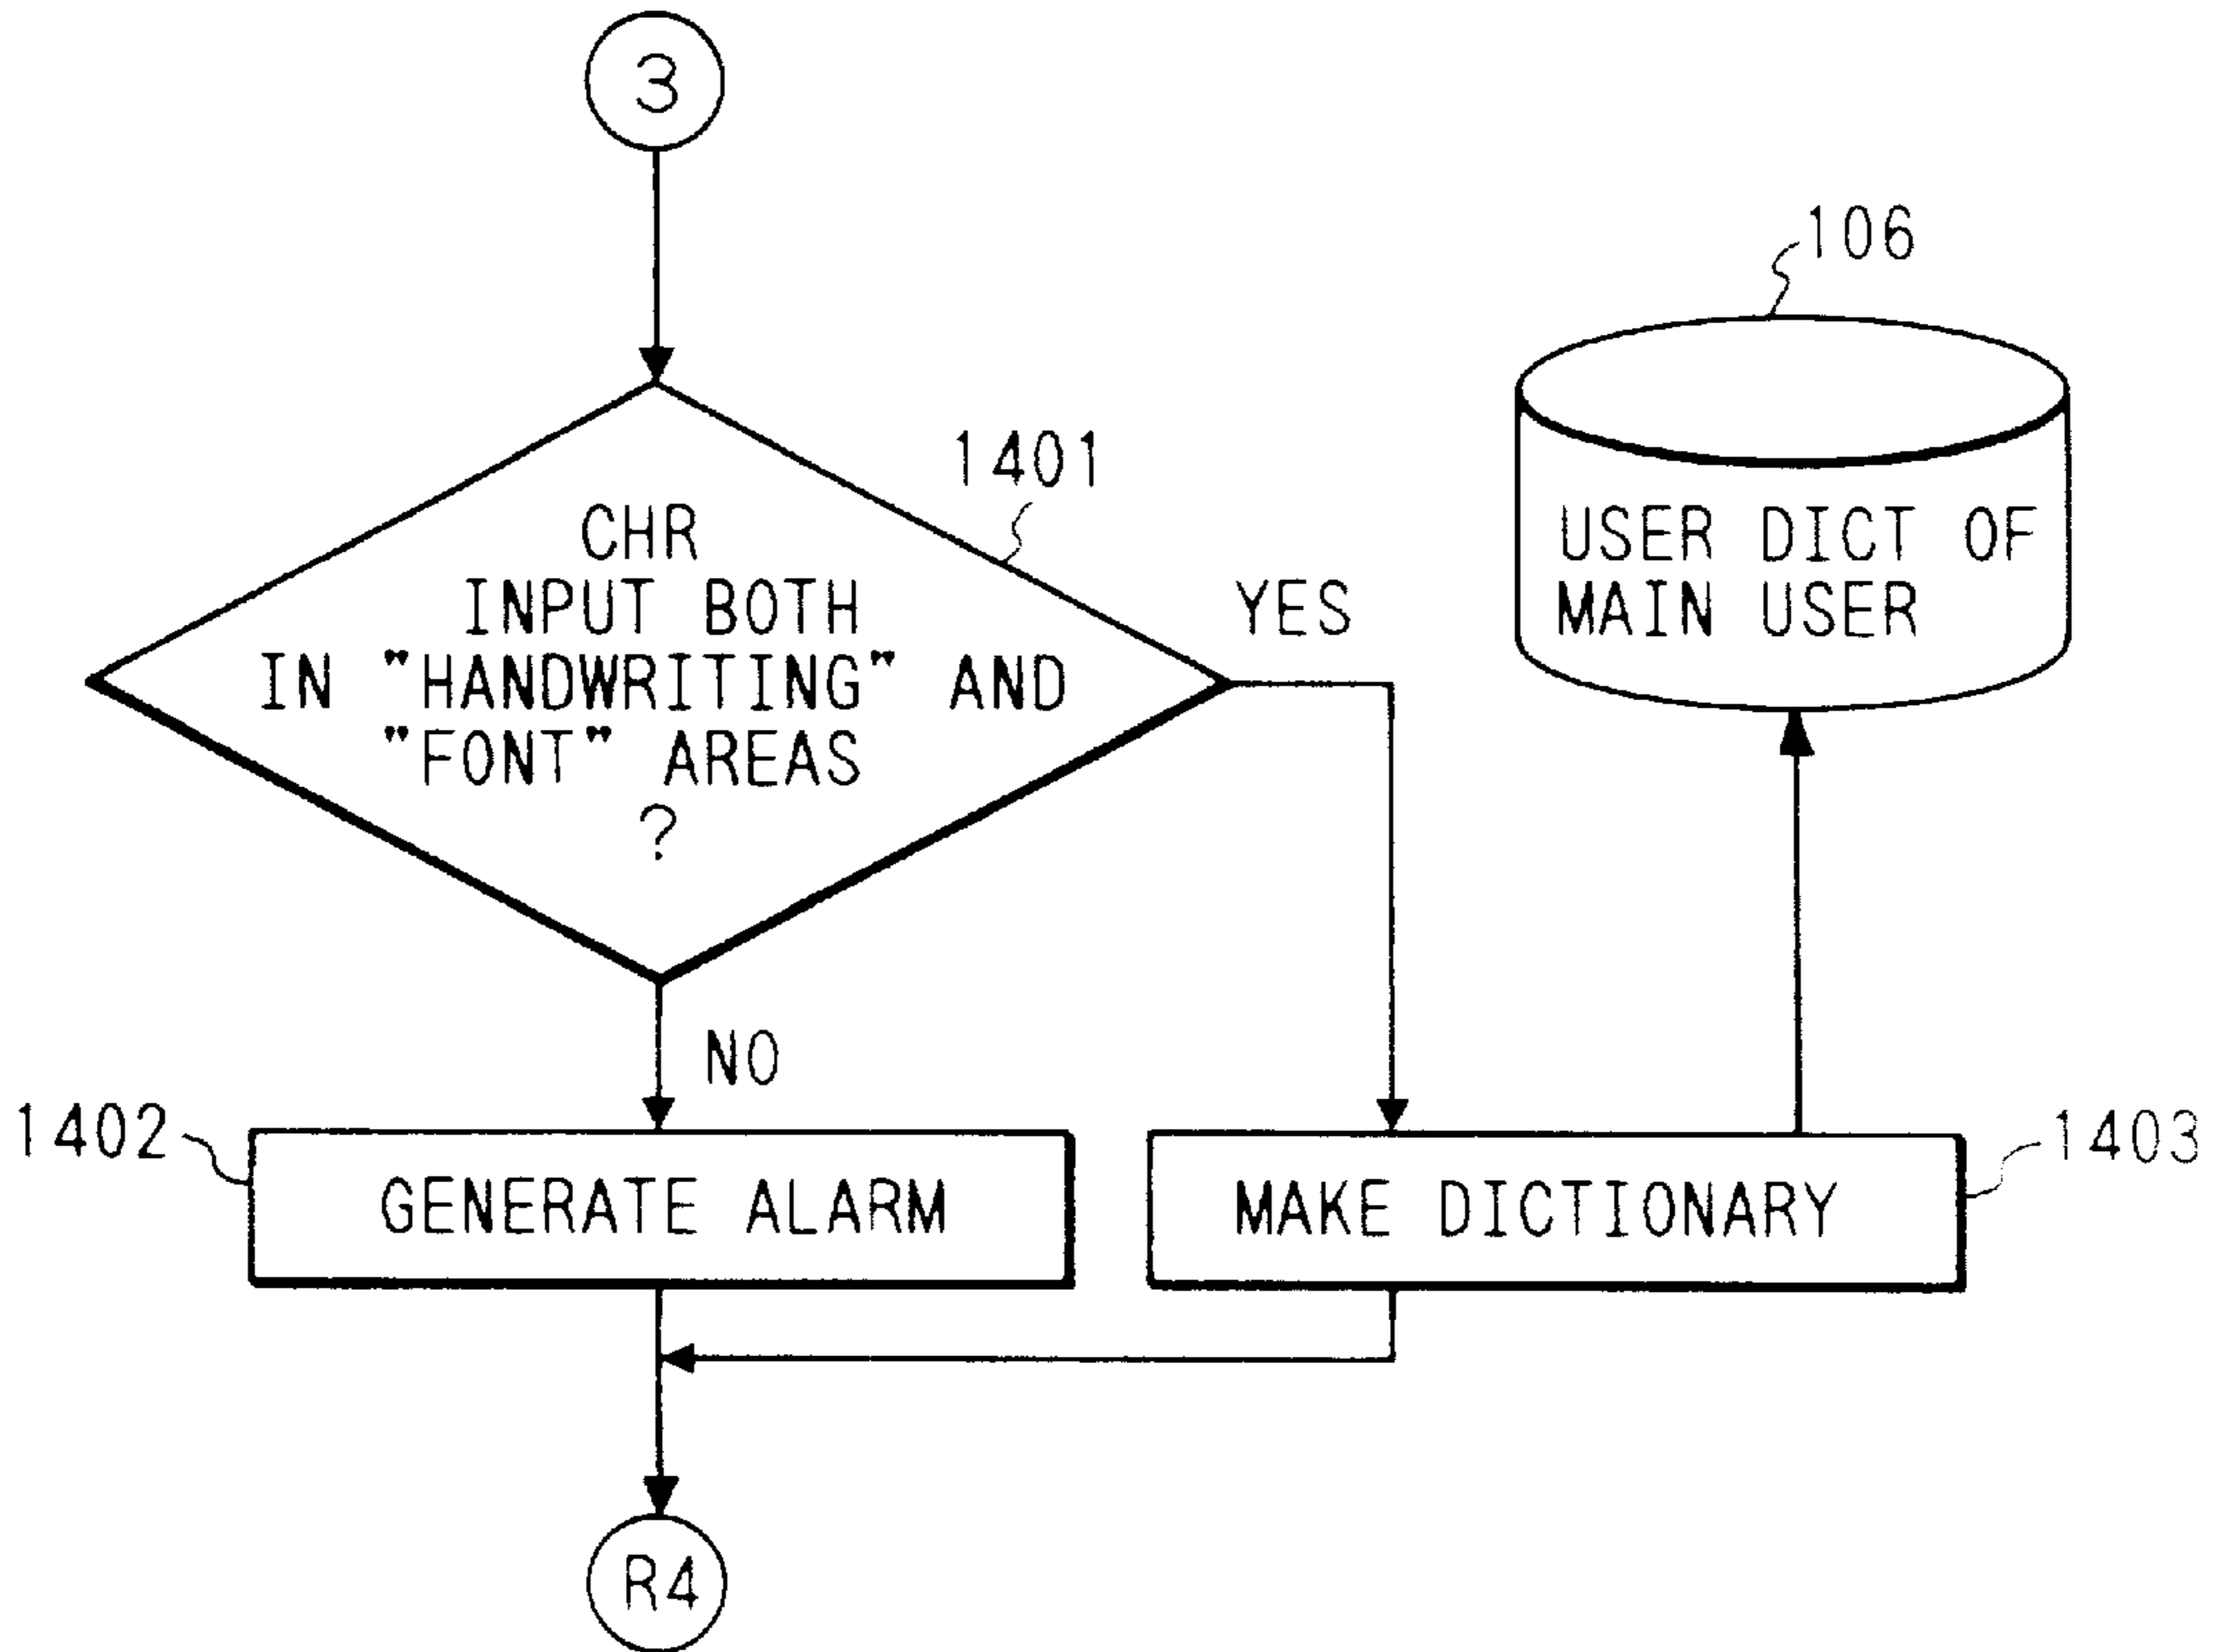 3
106
1401
CHR
INPUT BOTH
IN "HANDWRITING" AND
"FONT" AREAS
?
YES
USER DICT OF
MAIN USER
NO
1402
GENERATE ALARM
MAKE DICTIONARY
1403
R4